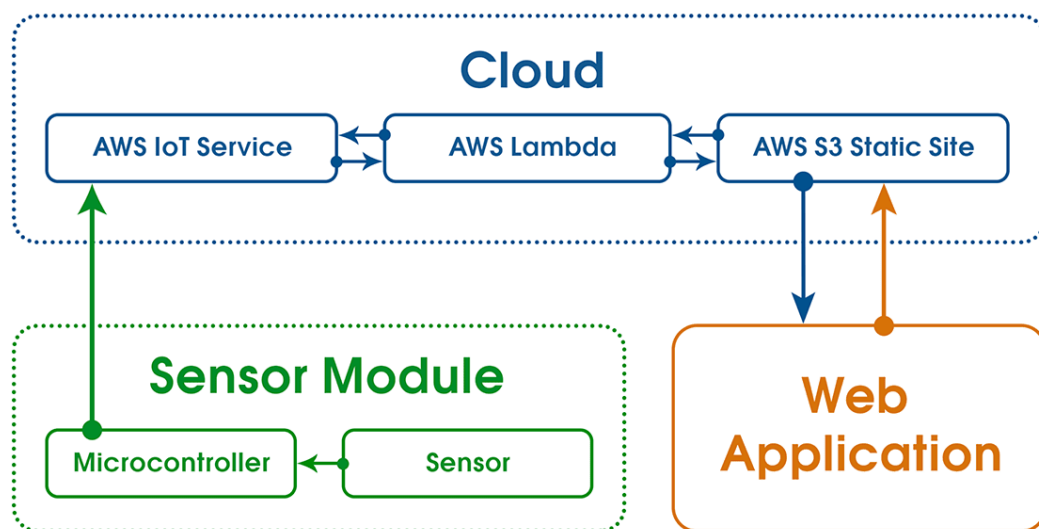 Cloud
AWS IoT Service
AWS Lambda
AWS S3 Static Site
Sensor Module
Microcontroller
Sensor
Web
Application